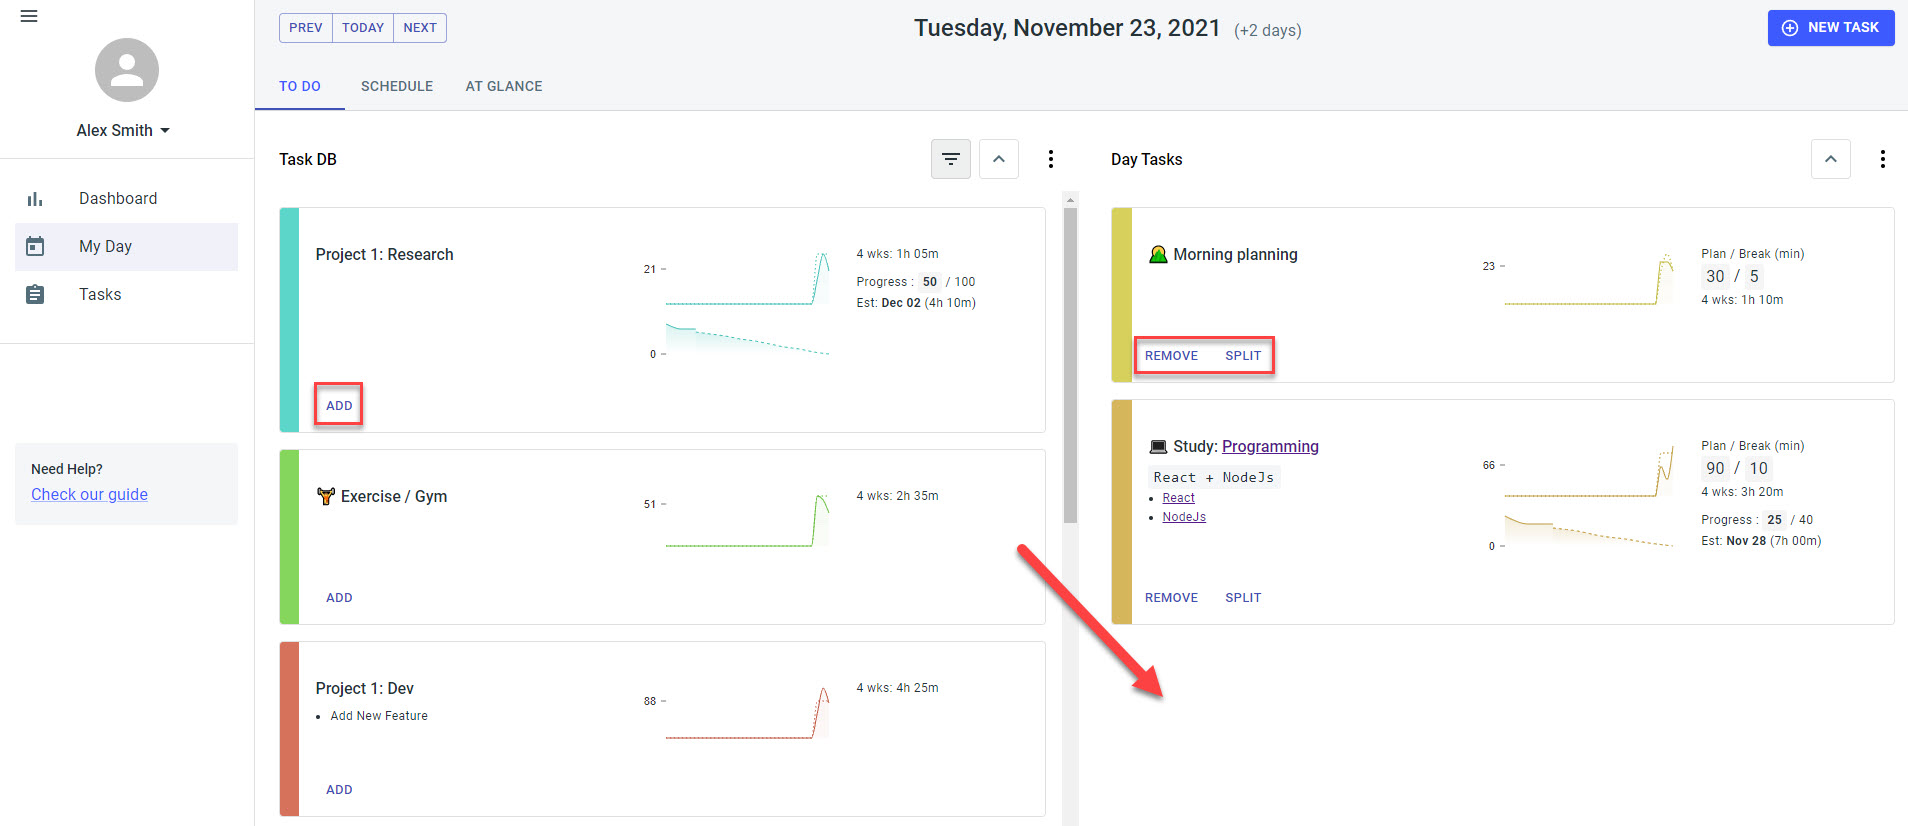 PREV TODAY NEXT
Tuesday, November 23, 2021 (+2 days)
NEW TASK
Alex Smith
TO DO SCHEDULE AT GLANCE
Dashboard
My Day
Tasks
Need Help?
Check our guide
Task DB
Project 1: Research
21
0
4 wks: 1h 05m
Progress : 50 / 100
Est: Dec 02 (4h 10m)
ADD
Exercise / Gym
51
4 wks: 2h 35m
ADD
Project 1: Dev
Add New Feature
88
4 wks: 4h 25m
ADD
Day Tasks
Morning planning
23
Plan / Break (min)
30 / 5
4 wks: 1h 10m
REMOVE SPLIT
Study: Programming
React + NodeJs
React
NodeJs
66
0
Plan / Break (min)
90 / 10
4 wks: 3h 20m
Progress : 25 / 40
Est: Nov 28 (7h 00m)
REMOVE SPLIT